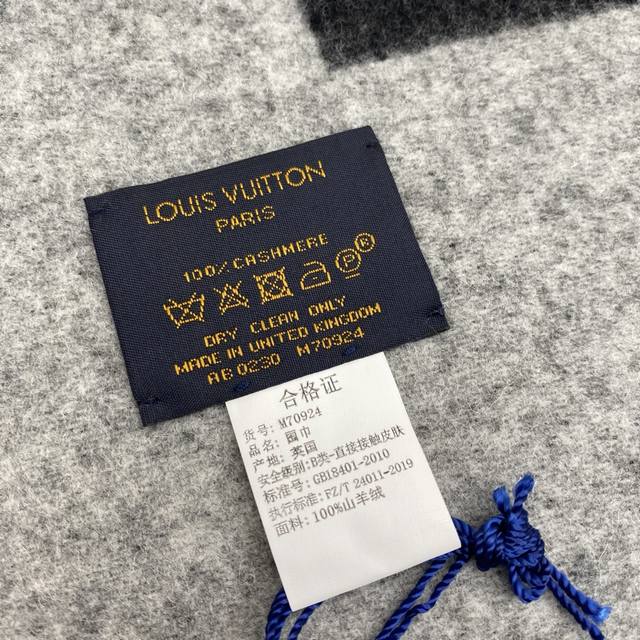 LOUIS VUITTON
PARIS
100% CASHMERE
P
DRY CLEAN ONLY
MADE IN UNITED KINGDOM
AB 0230 M70924
合格证
货号: M70924
品名: 围巾
产地: 英国
安全级别: B类-直接接触皮肤
标准号: GB18401-2010
执行标准: FZ/T 24011-2019
面料: 100%山羊绒